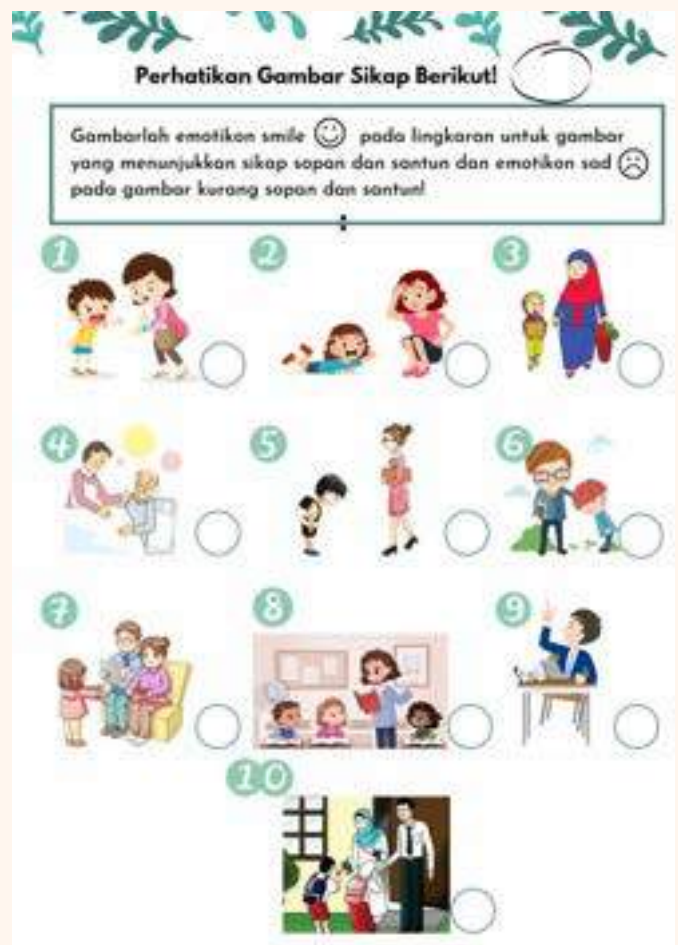 Perhatikan Gambar Sikap Berikut!
Gambarlah emotikon smile pada lingkaran untuk gambar
yang menunjukkan sikap sopan dan santun dan emotikon sad
pada gambar kurang sopan dan santun!
1
2
3
4
5
6
7
8
9
10